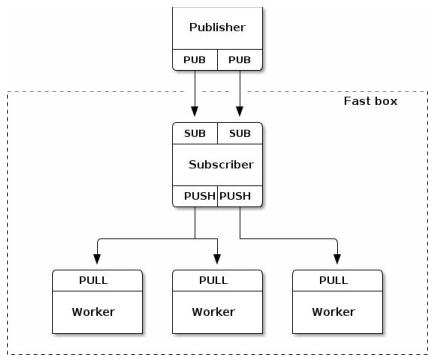 Publisher
PUB PUB
Fast box
SUB SUB
Subscriber
PUSH PUSH
PULL PULL PULL
Worker Worker Worker